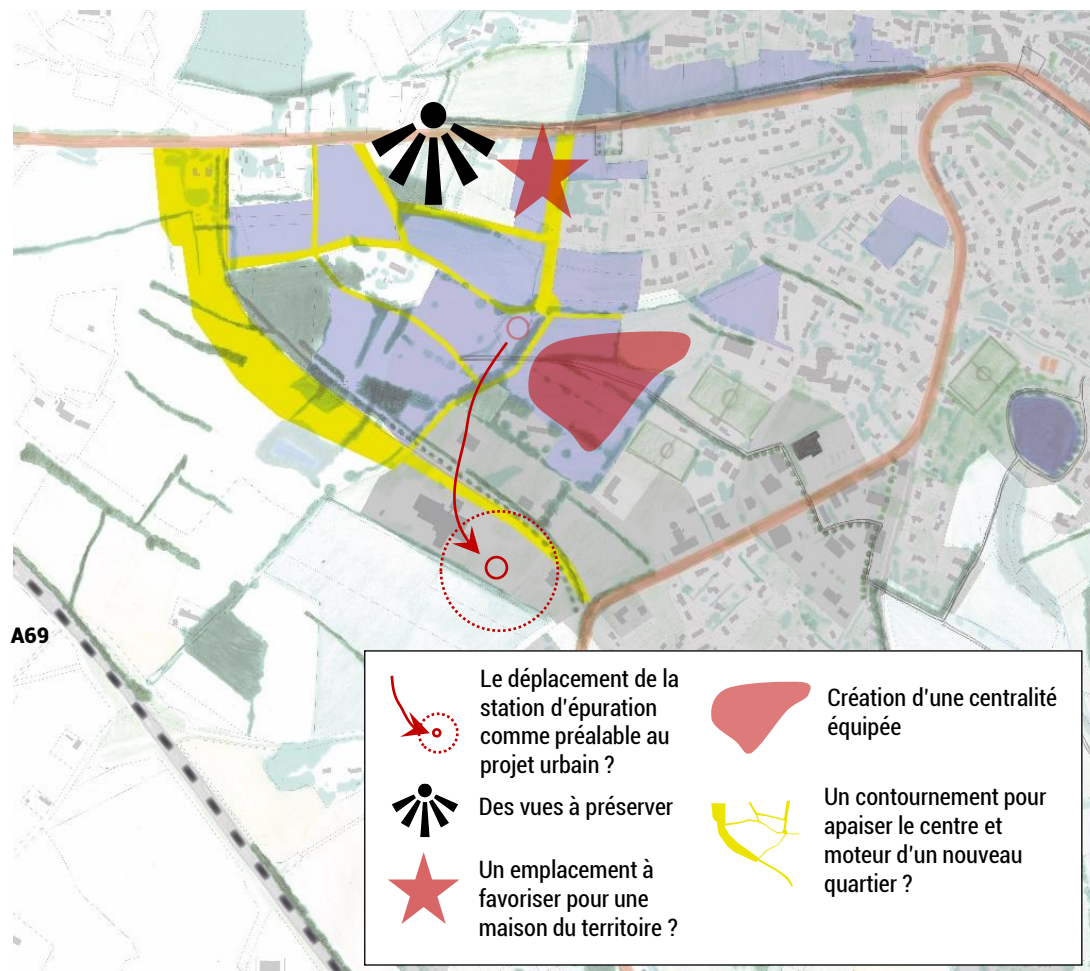 A69
Le déplacement de la
station d'épuration
comme préalable au
projet urbain ?
Des vues à préserver
Un emplacement à
favoriser pour une
maison du territoire ?
Création d'une centralité
équipée
Un contournement pour
apaiser le centre et
moteur d'un nouveau
quartier ?